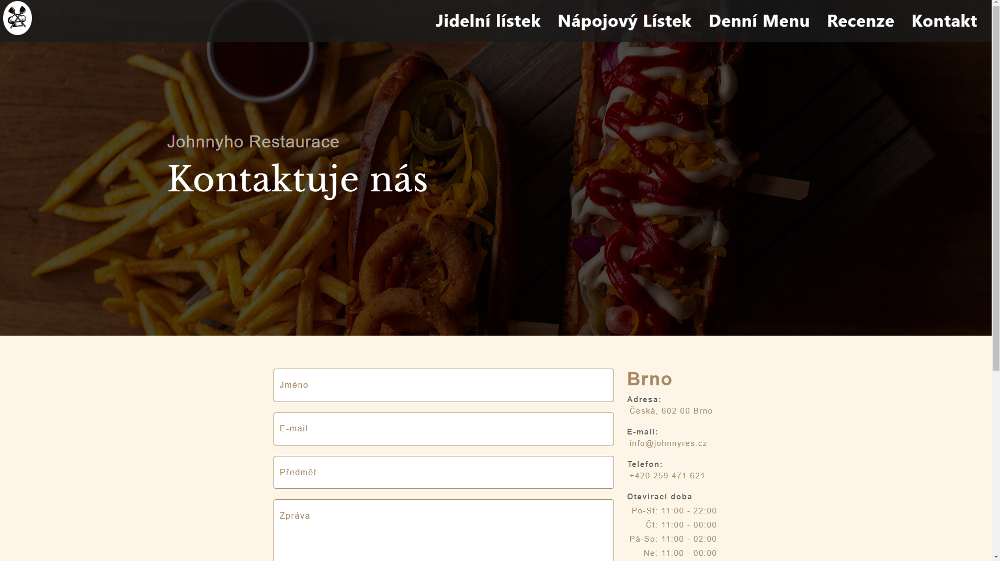 Jidelní lístek Nápojový Lístek Denní Menu Recenze Kontakt
Johnnyho Restaurace
Kontaktuje nás
Jméno
E-mail
Předmět
Zpráva
Brno
Adresa:
Česká, 602 00 Brno
E-mail:
info@johnnyres.cz
Telefon:
+420 259 471 621
Otevirací doba
Po-St: 11:00 - 22:00
Čt: 11:00 - 00:00
Pá-So: 11:00 - 02:00
Ne: 11:00 - 00:00